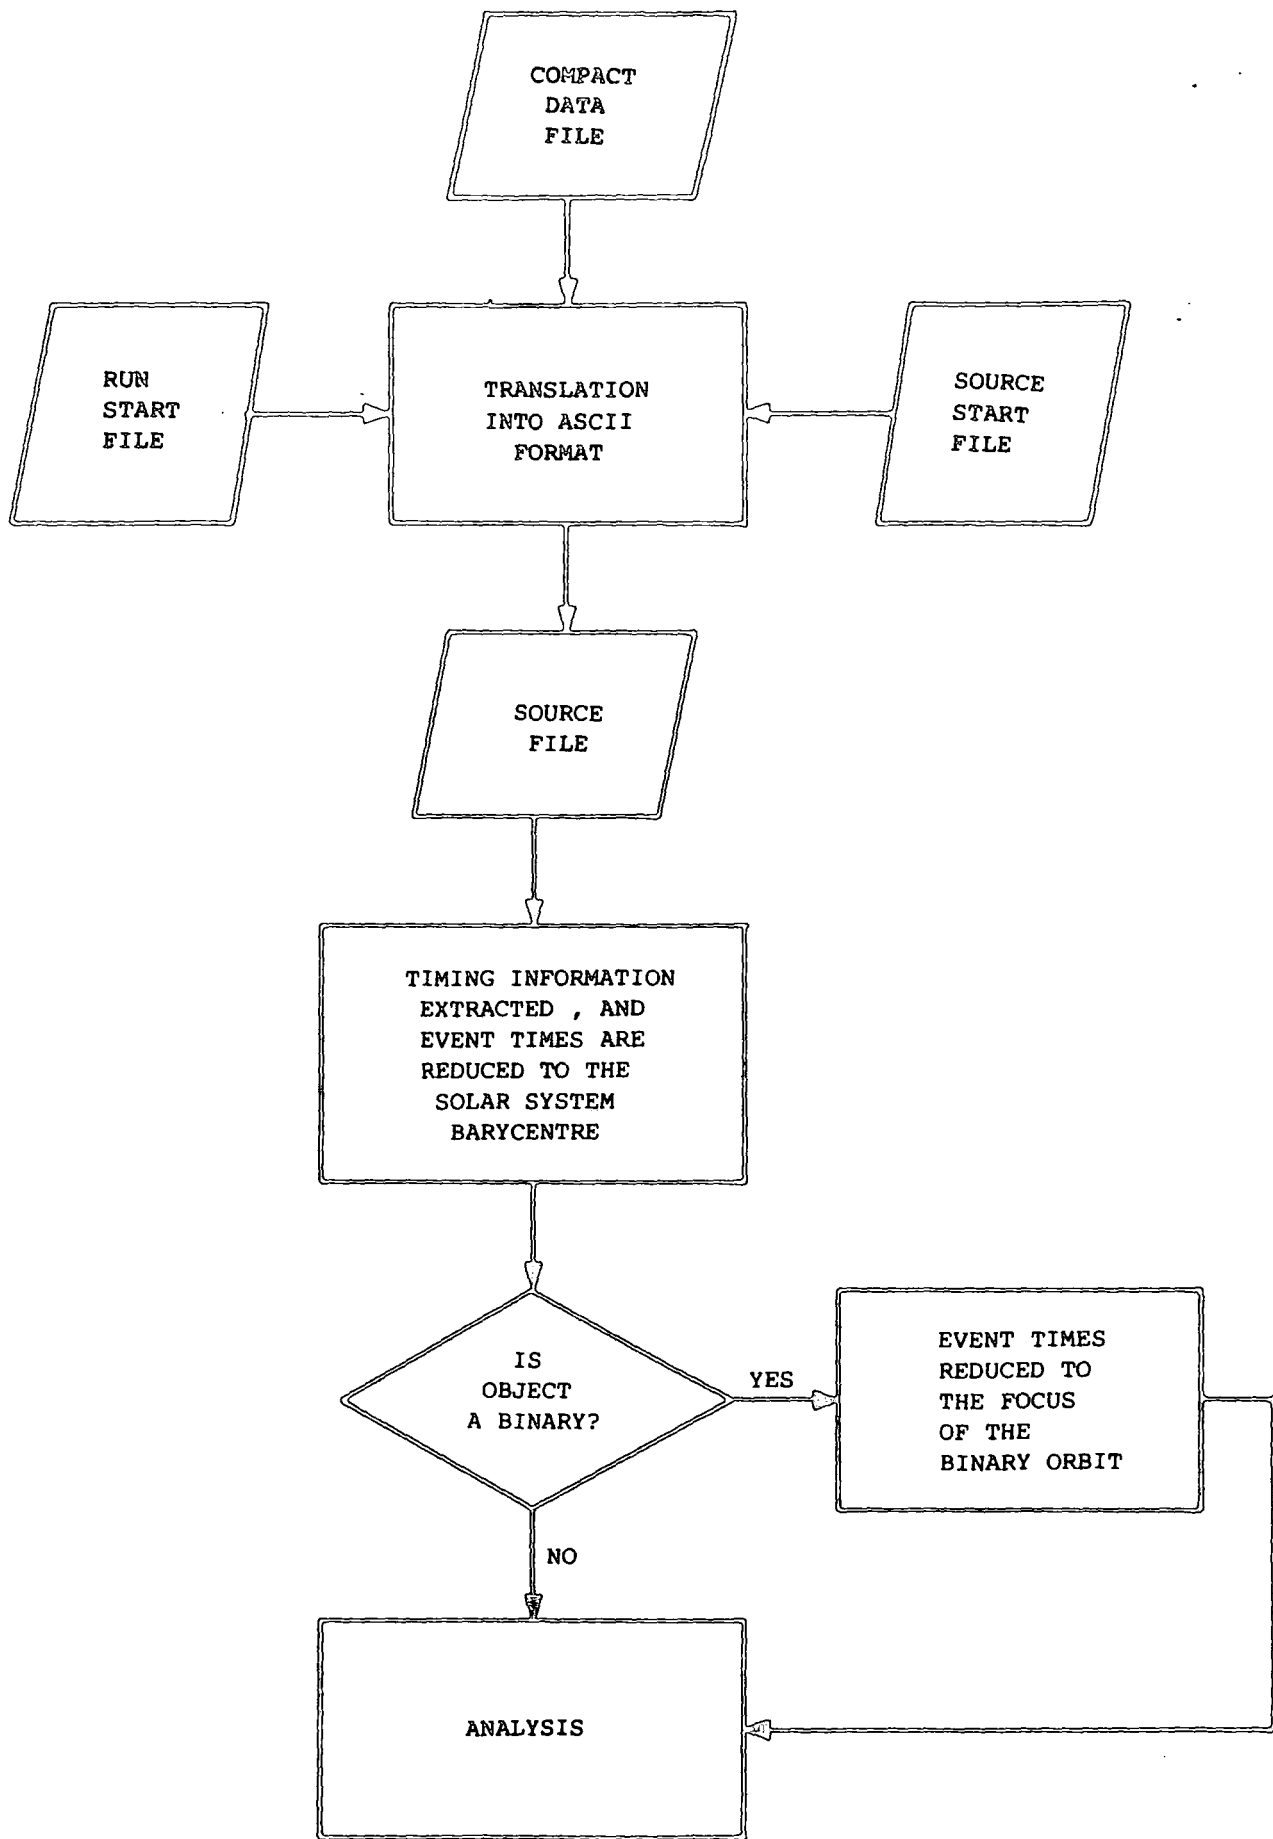 COMPACT
DATA
FILE
RUN
START
FILE
TRANSLATION
INTO ASCII
FORMAT
SOURCE
START
FILE
SOURCE
FILE
TIMING INFORMATION
EXTRACTED , AND
EVENT TIMES ARE
REDUCED TO THE
SOLAR SYSTEM
BARYCENTRE
IS
OBJECT
A BINARY?
YES
EVENT TIMES
REDUCED TO
THE FOCUS
OF THE
BINARY ORBIT
NO
ANALYSIS